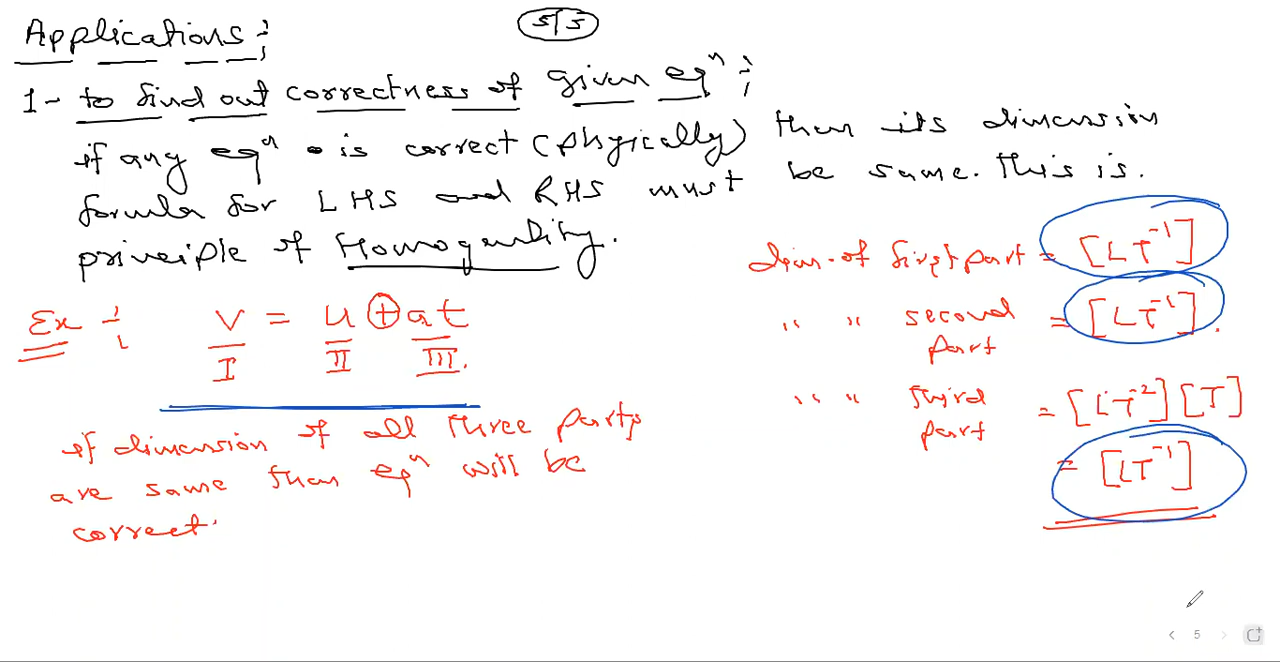 5/5
Applications:
1- to find out correctness of given eqⁿ :
if any eqⁿ is correct (physically) then its dimension
formula for LHS and RHS must be same. This is.
principle of Homogenity.
Ex :- V = u + at
I II III.
if dimension of all three parts
are same than eqⁿ will be
correct.
dim. of first part = [LT⁻¹]
" " second part = [LT⁻¹].
" " third part = [LT⁻²][T]
= [LT⁻¹]
5